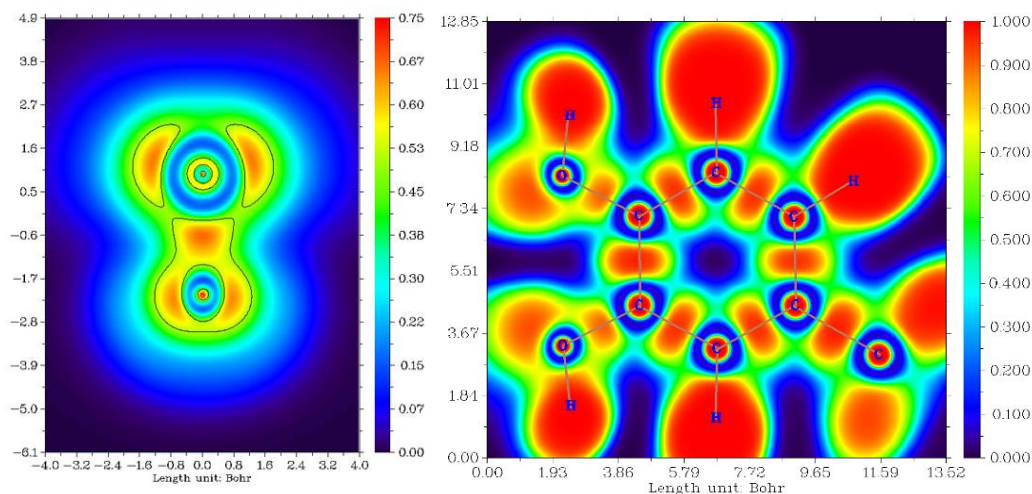 4.9
3.8
2.7
1.6
0.5
−0.6
−1.7
−2.8
−3.9
−5.0
−6.1
−4.0 −3.2 −2.4 −1.6 −0.8 0.0 0.8 1.6 2.4 3.2 4.0
Length unit: Bohr
0.75
0.67
0.60
0.53
0.45
0.38
0.30
0.22
0.15
0.07
0.00
12.85
11.01
9.18
7.34
5.51
3.67
1.84
0.00
H
H
H
C
C
C
C
C
C
C
H
H
0.00 1.93 3.86 5.79 7.72 9.65 11.59 13.52
Length unit: Bohr
1.000
0.900
0.800
0.700
0.600
0.500
0.400
0.300
0.200
0.100
0.000